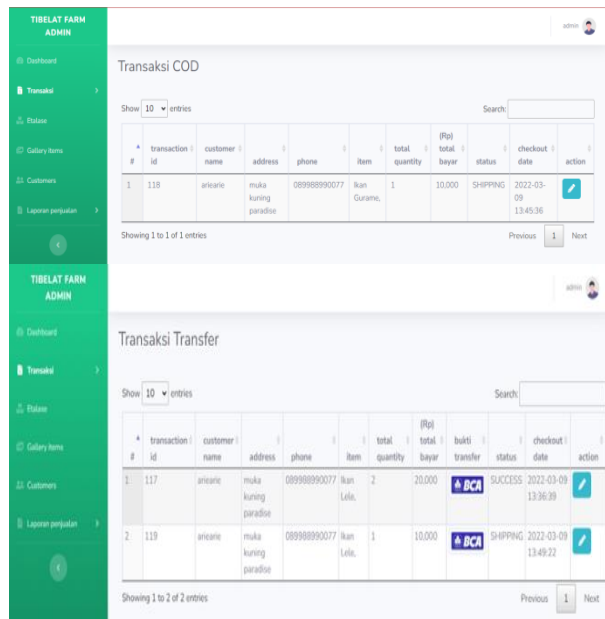 TIBELAT FARM
ADMIN
admin
Dashboard
Transaksi
Etalase
Gallery Items
Customers
Laporan penjualan
Transaksi COD
Show 10 entries
Search:
# transaction id customer name address phone item total quantity (Rp) total bayar status checkout date action
1 118 ariearie muka kuning paradise 089988990077 Ikan Gurame, 1 10,000 SHIPPING 2022-03-09 13:45:36
Showing 1 to 1 of 1 entries
Previous 1 Next
TIBELAT FARM
ADMIN
admin
Dashboard
Transaksi
Etalase
Gallery Items
Customers
Laporan penjualan
Transaksi Transfer
Show 10 entries
Search:
# transaction id customer name address phone item total quantity (Rp) total bayar bukti transfer status checkout date action
1 117 ariearie muka kuning paradise 089988990077 Ikan Lele, 2 20,000 BCA SUCCESS 2022-03-09 13:36:39
2 119 ariearie muka kuning paradise 089988990077 Ikan Lele, 1 10,000 BCA SHIPPING 2022-03-09 13:49:22
Showing 1 to 2 of 2 entries
Previous 1 Next